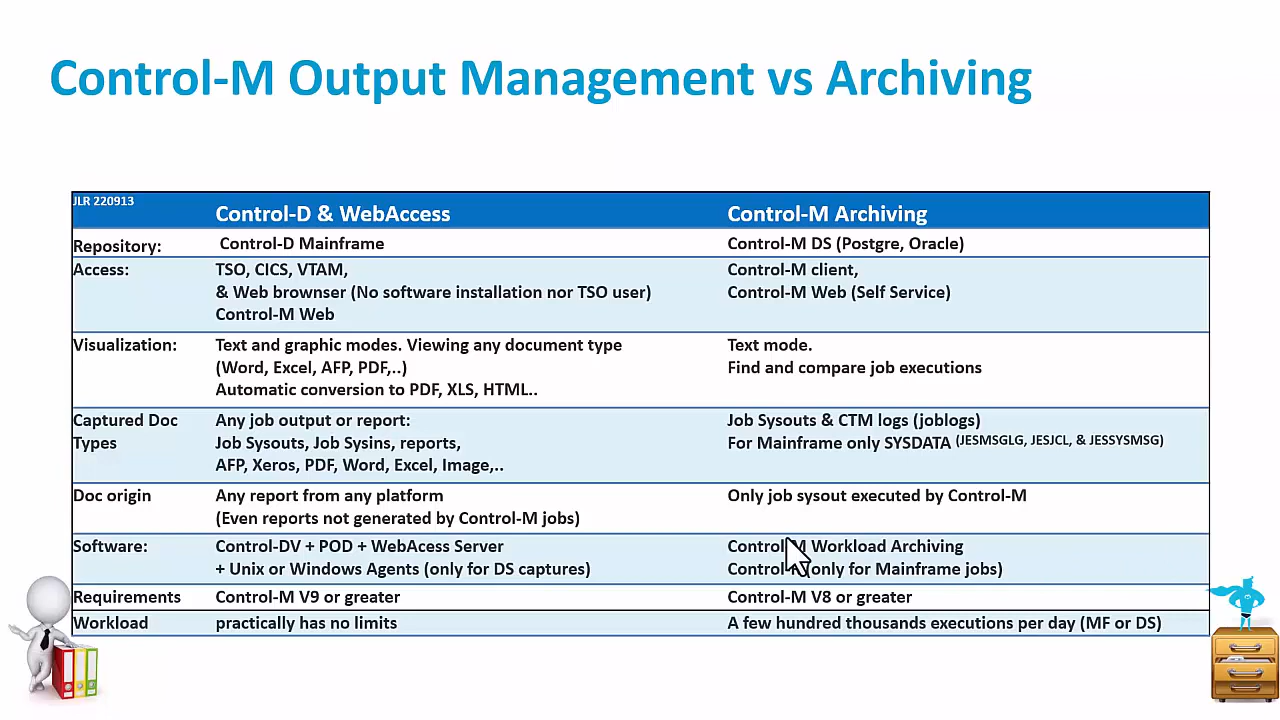 Control-M Output Management vs Archiving
JLR 220913
Control-D & WebAccess
Control-M Archiving
Repository:
Control-D Mainframe
Control-M DS (Postgre, Oracle)
Access:
TSO, CICS, VTAM,
& Web brownser (No software installation nor TSO user)
Control-M Web
Control-M client,
Control-M Web (Self Service)
Visualization:
Text and graphic modes. Viewing any document type
(Word, Excel, AFP, PDF,..)
Automatic conversion to PDF, XLS, HTML..
Text mode.
Find and compare job executions
Captured Doc
Types
Any job output or report:
Job Sysouts, Job Sysins, reports,
AFP, Xeros, PDF, Word, Excel, Image,..
Job Sysouts & CTM logs (joblogs)
For Mainframe only SYSDATA (JESMSGLG, JESJCL, & JESSYSMSG)
Doc origin
Any report from any platform
(Even reports not generated by Control-M jobs)
Only job sysout executed by Control-M
Software:
Control-DV + POD + WebAcess Server
+ Unix or Windows Agents (only for DS captures)
Control-M Workload Archiving
(only for Mainframe jobs)
Requirements
Control-M V9 or greater
Control-M V8 or greater
Workload
practically has no limits
A few hundred thousands executions per day (MF or DS)